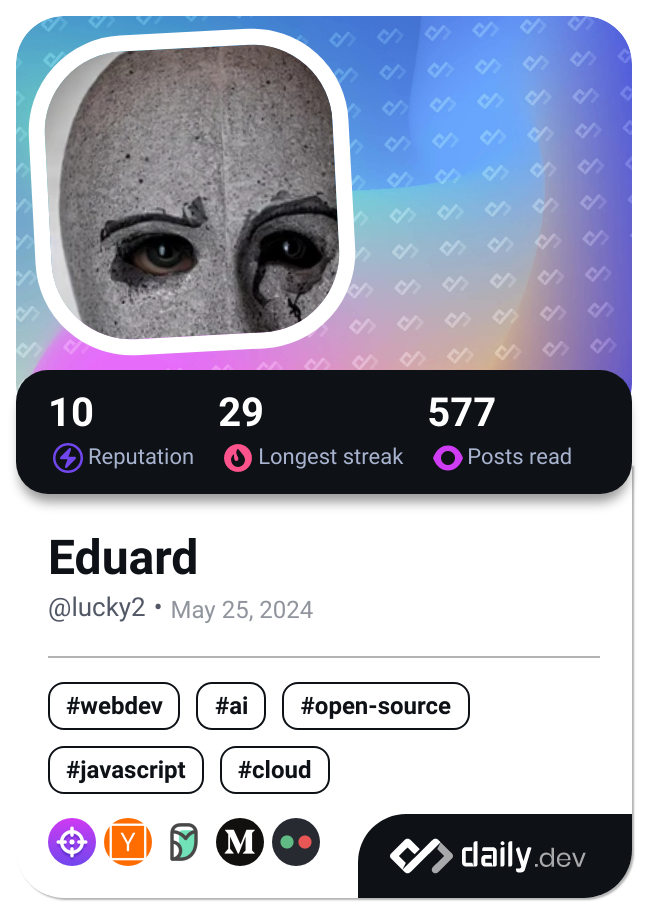 10 29 577
Reputation Longest streak Posts read
Eduard
@lucky2 • May 25, 2024
#webdev #ai #open-source
#javascript #cloud
Y M
daily.dev